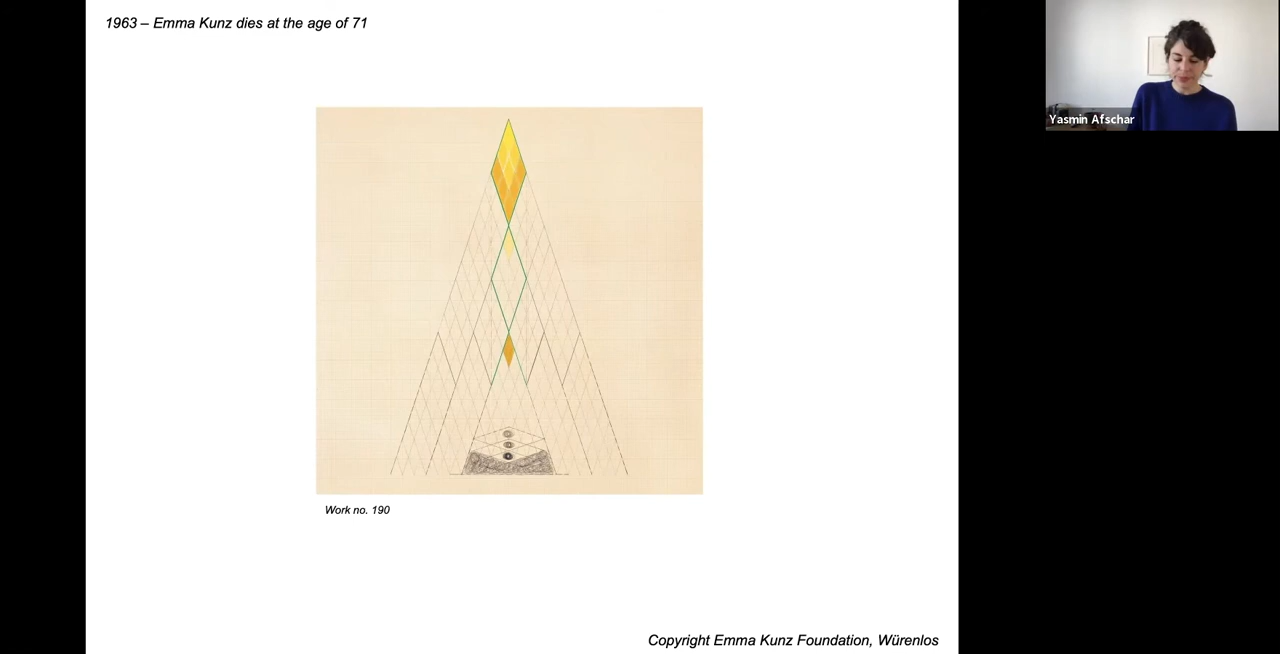 1963 – Emma Kunz dies at the age of 71
Yasmin Afschar
Work no. 190
Copyright Emma Kunz Foundation, Würenlos